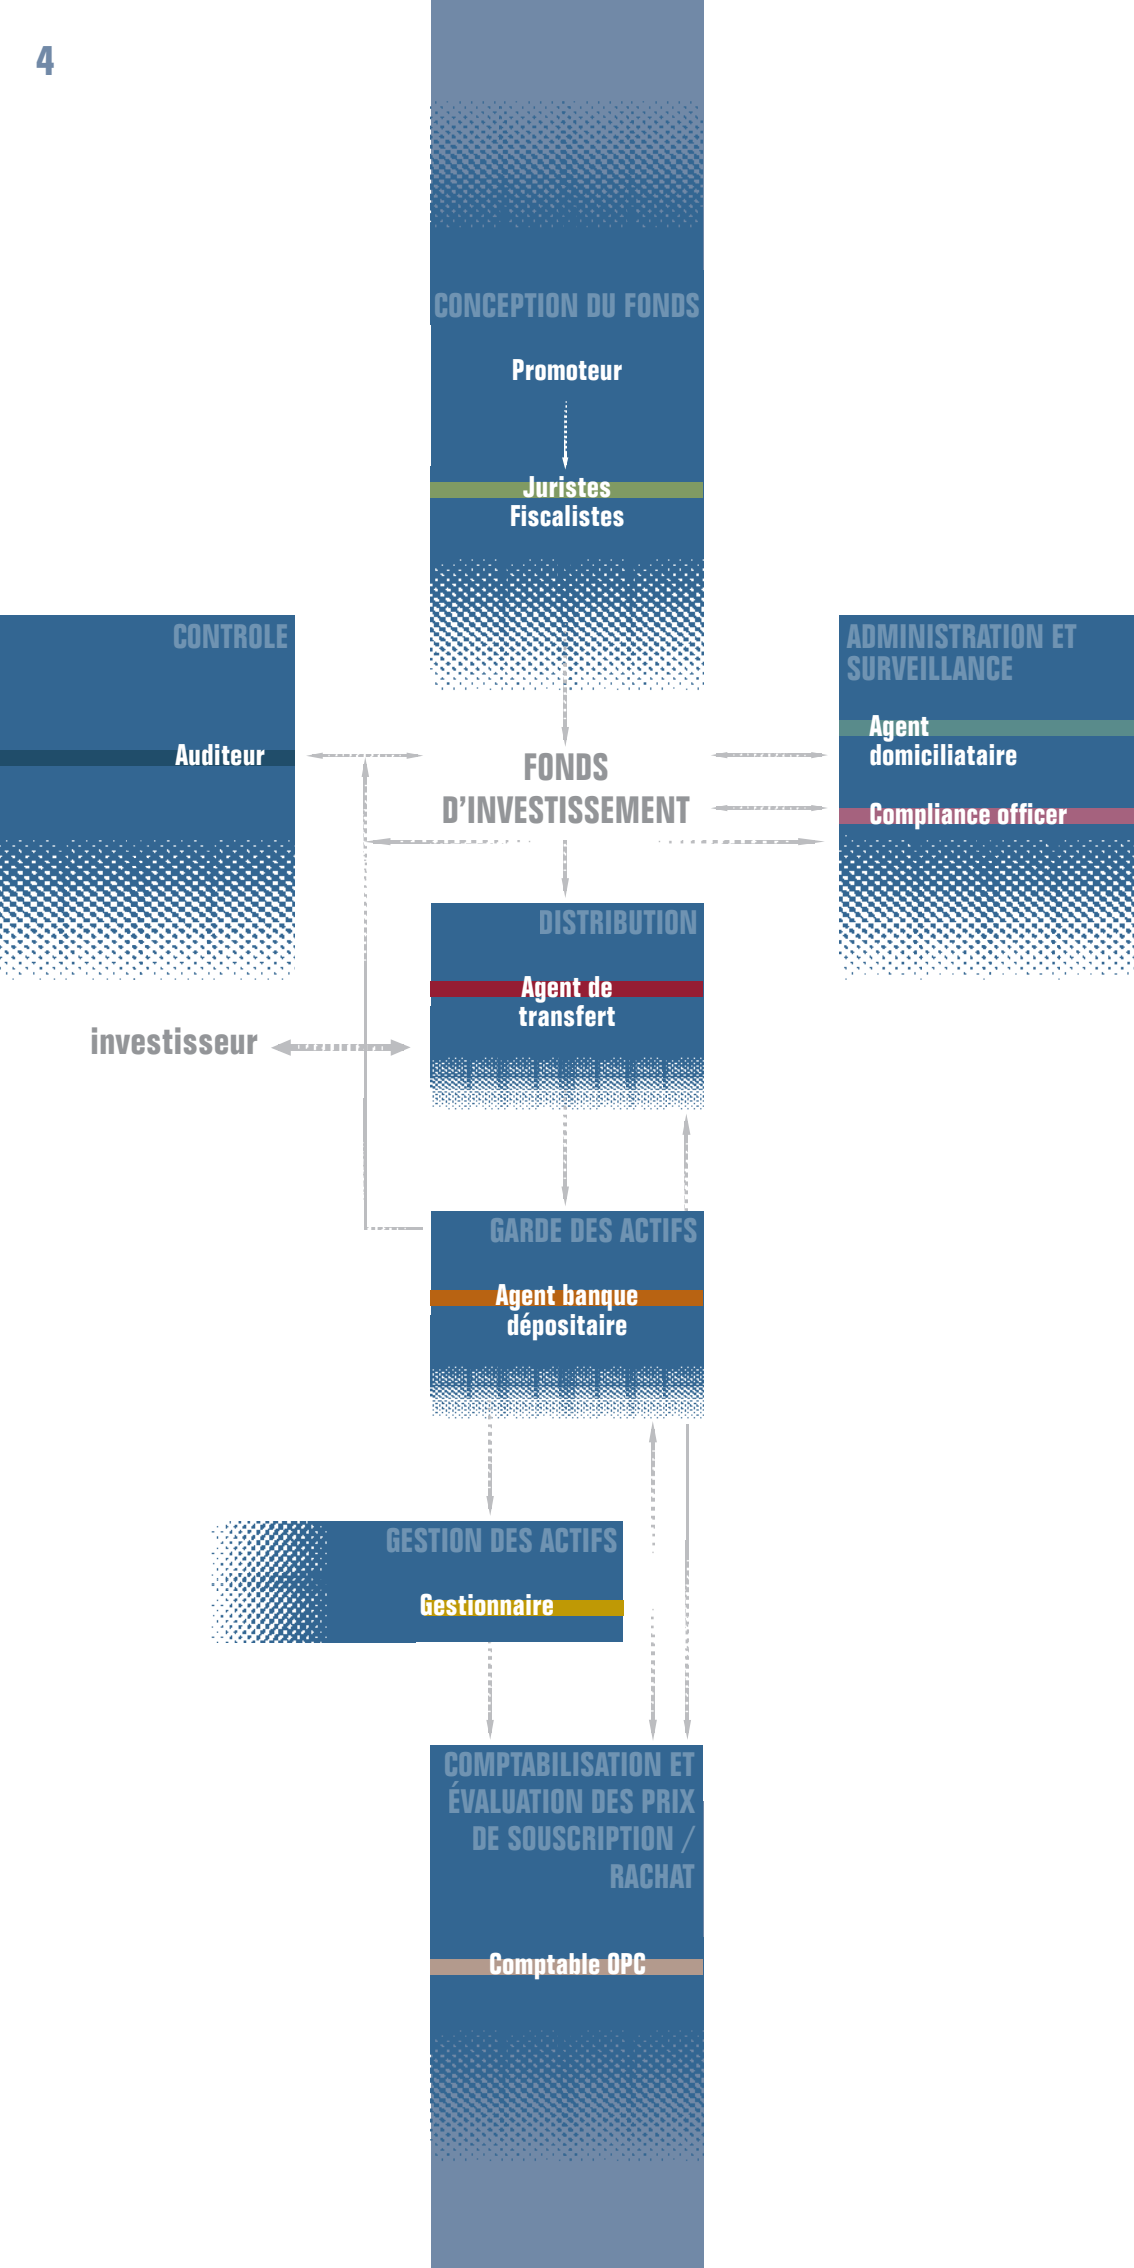 4
CONCEPTION DU FONDS
Promoteur
Juristes
Fiscalistes
CONTROLE
Auditeur
ADMINISTRATION ET
SURVEILLANCE
Agent
domiciliataire
Compliance officer
FONDS
D’INVESTISSEMENT
DISTRIBUTION
Agent de
transfert
investisseur
GARDE DES ACTIFS
Agent banque
dépositaire
GESTION DES ACTIFS
Gestionnaire
COMPTABILISATION ET
ÉVALUATION DES PRIX
DE SOUSCRIPTION /
RACHAT
Comptable OPC